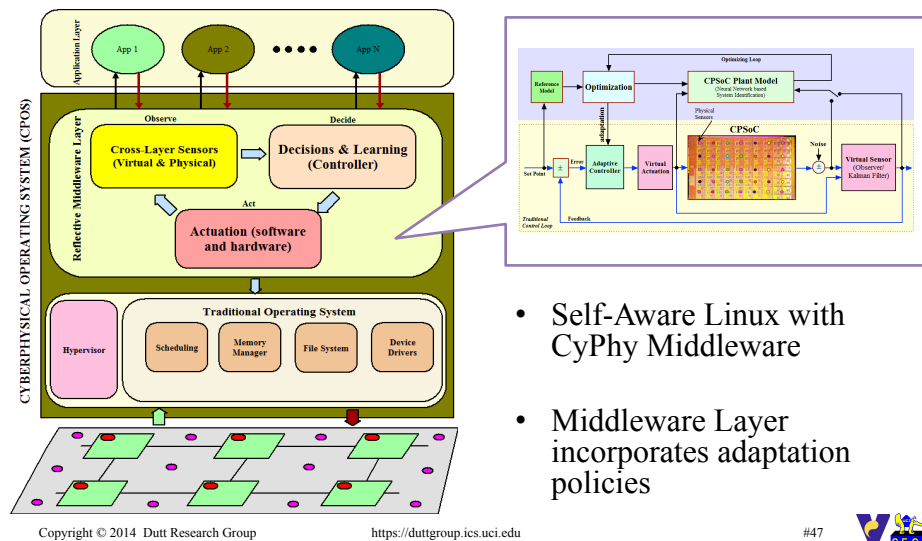 Application Layer
App 1
App 2
App N
CYBERPHYSICAL OPERATING SYSTEM (CPOS)
Reflective Middleware Layer
Observe
Decide
Cross-Layer Sensors
(Virtual & Physical)
Decisions & Learning
(Controller)
Act
Actuation (software
and hardware)
Traditional Operating System
Hypervisor
Scheduling
Memory
Manager
File System
Device
Drivers
Optimizing Loop
Reference
Model
Optimization
CPSoC Plant Model
(Neural Network based
System Identification)
adaptation
Physical
Sensors
CPSoC
Noise
Set Point
±
Error
Adaptive
Controller
Virtual
Actuation
±
Virtual Sensor
(Observer/
Kalman Filter)
Traditional
Control Loop
Feedback
• Self-Aware Linux with
CyPhy Middleware
• Middleware Layer
incorporates adaptation
policies
Copyright © 2014 Dutt Research Group
https://duttgroup.ics.uci.edu
#47